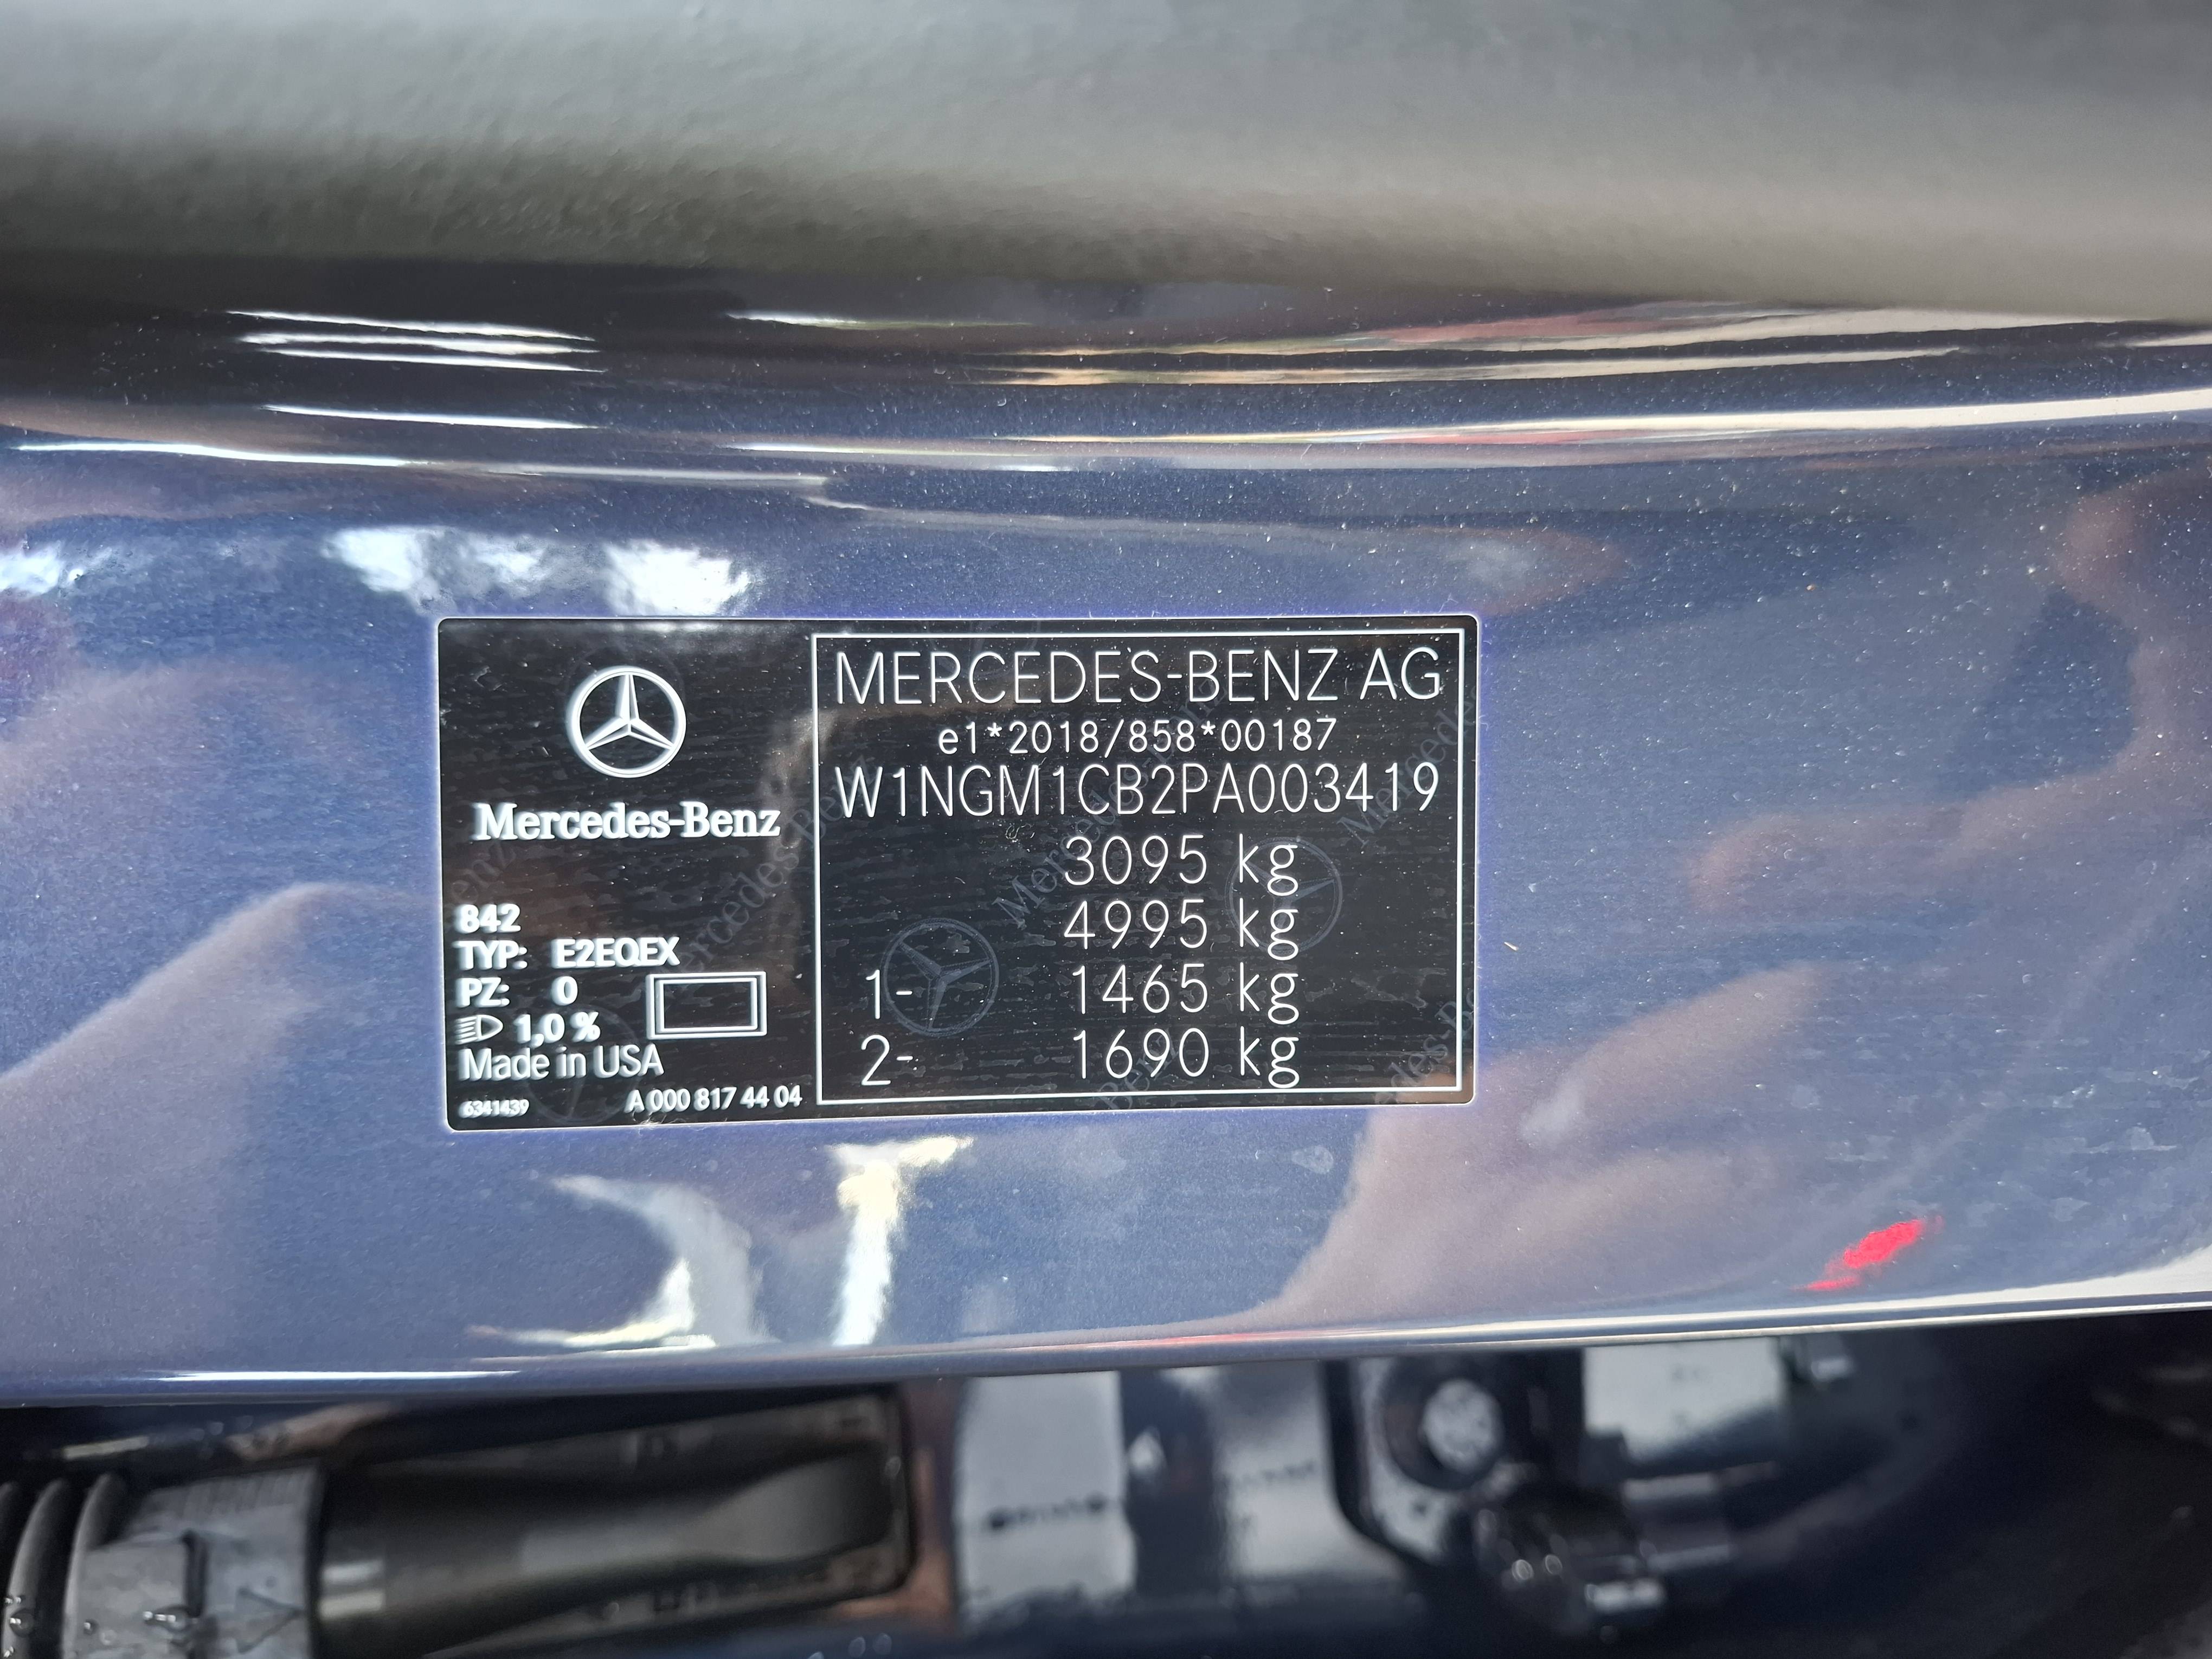 Mercedes-Benz
842
TYP: E2EQEX
PZ: 0
1,0 %
Made in USA
6341439
A 000 817 44 04
MERCEDES-BENZ AG
e1*2018/858*00187
W1NGM1CB2PA003419
3095 kg
4995 kg
1- 1465 kg
2- 1690 kg